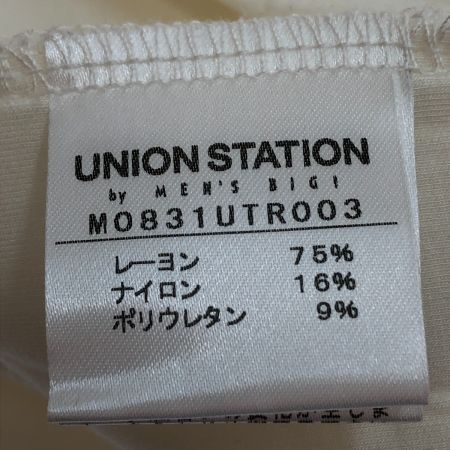 UNION STATION
by MEN'S BIGI
M0831UTR003
レーヨン 75%
ナイロン 16%
ポリウレタン 9%